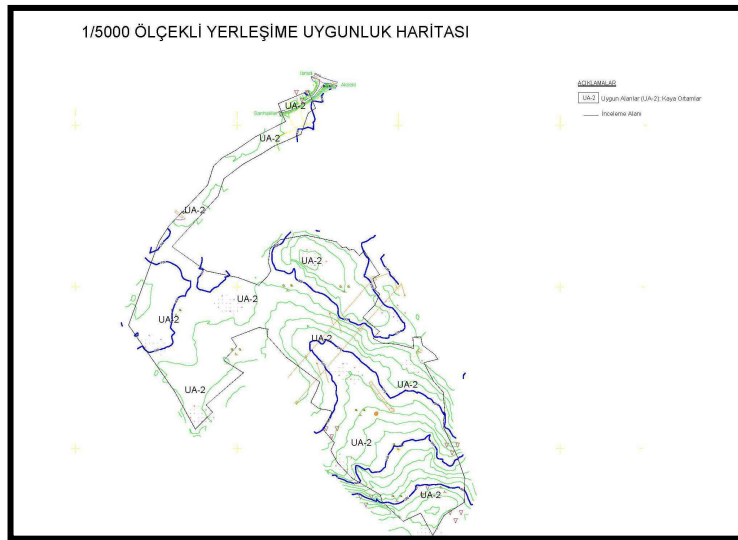 1/5000 ÖLÇEKLİ YERLEŞİME UYGUNLUK HARİTASI
AÇIKLAMALAR
UA-2 Uygun Alanlar (UA-2): Kaya Ortamlar
İnceleme Alanı
UA-2
UA-2
UA-2
UA-2
UA-2
UA-2
UA-2
UA-2
UA-2
UA-2
UA-2